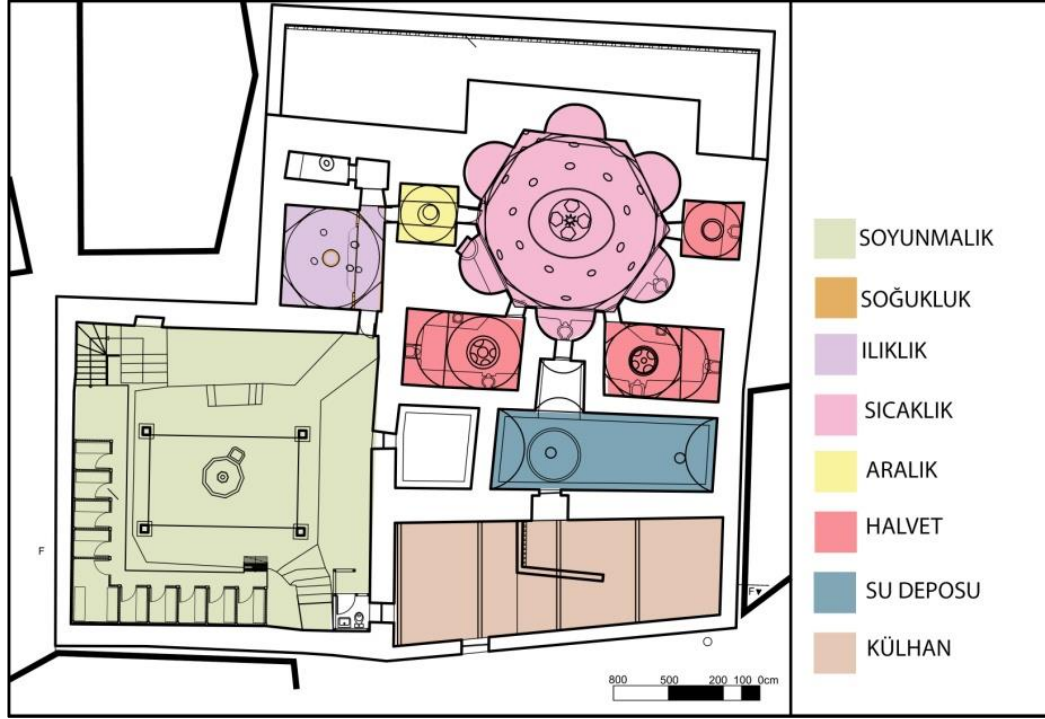 SOYUNMALIK
SOĞUKLUK
ILIKLIK
SICAKLIK
ARALIK
HALVET
SU DEPOSU
KÜLHAN
F
F
800 500 200 100 0cm